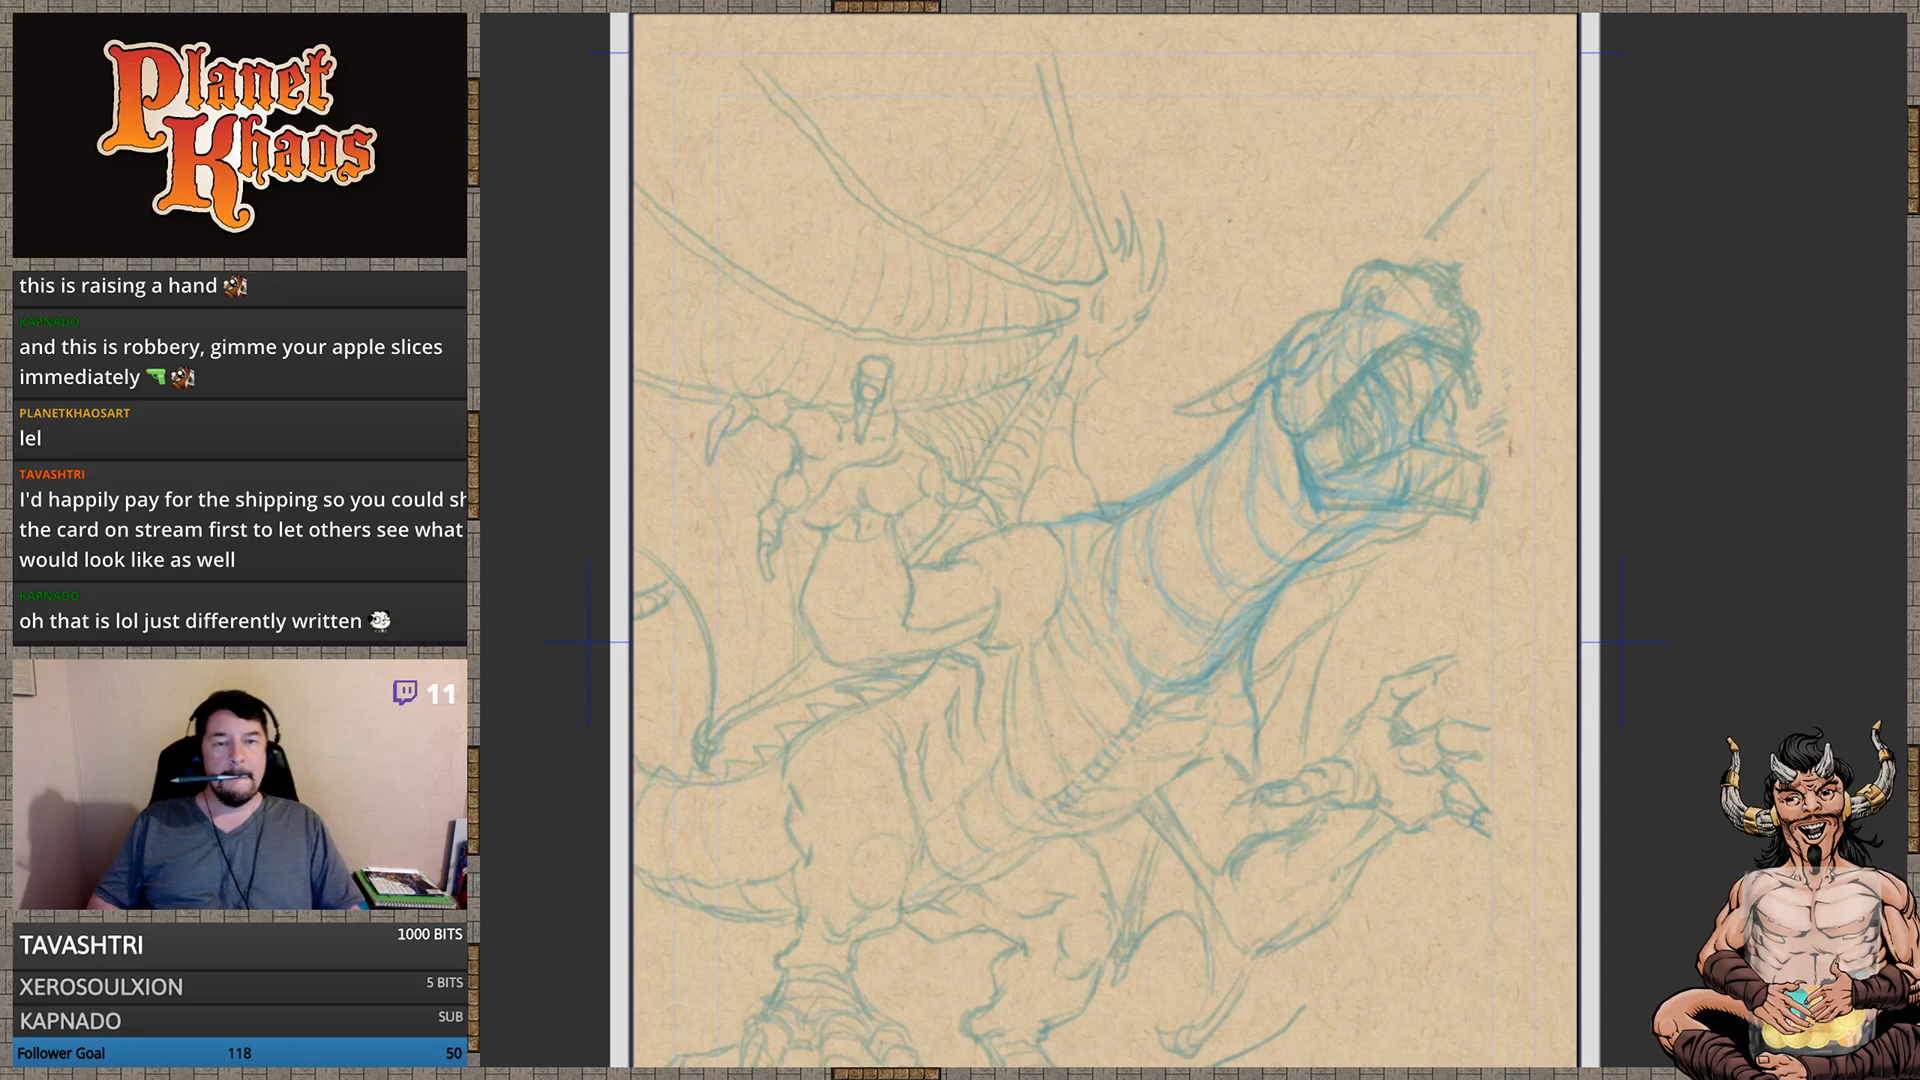 Planet
Khaos
this is raising a hand
KAPNADO
and this is robbery, gimme your apple slices
immediately
PLANETKHAOSART
lel
TAVASHTRI
I'd happily pay for the shipping so you could sh
the card on stream first to let others see what
would look like as well
KAPNADO
oh that is lol just differently written
11
TAVASHTRI 1000 BITS
XEROSOULXION 5 BITS
KAPNADO SUB
Follower Goal 118 50